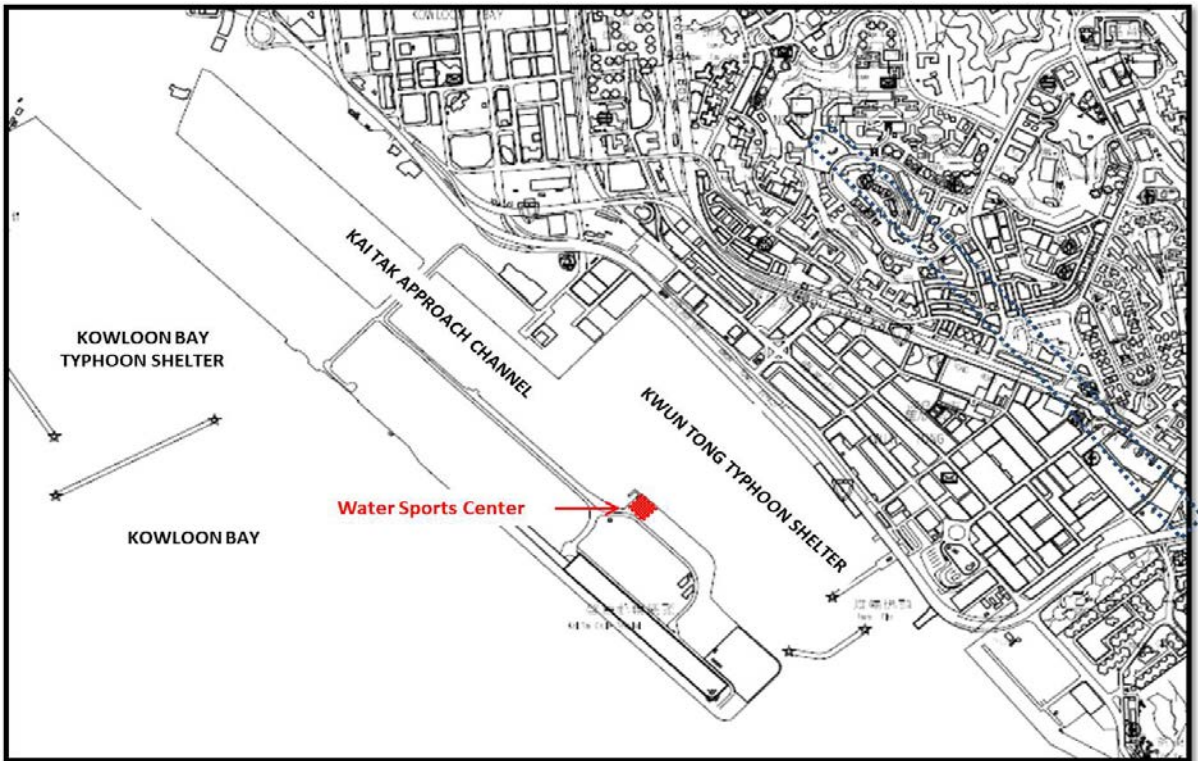 KOWLOON BAY
KAI TAK APPROACH CHANNEL
KOWLOON BAY
TYPHOON SHELTER
KWUN TONG TYPHOON SHELTER
Water Sports Center
KOWLOON BAY